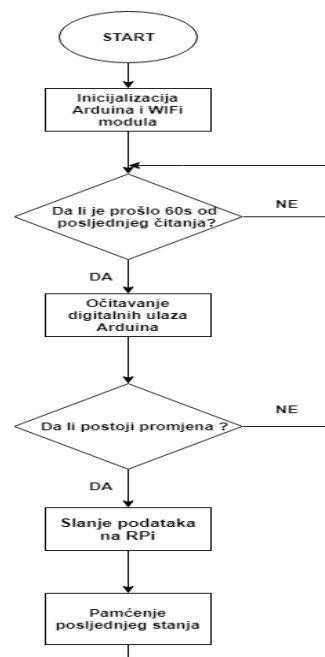 START
Inicijalizacija
Arduina i WIFi
modula
Da li je prošlo 60s od
posljednjeg čitanja?
NE
DA
Očitavanje
digitalnih ulaza
Arduina
Da li postoji promjena ?
NE
DA
Slanje podataka
na RPi
Pamćenje
posljednjeg stanja